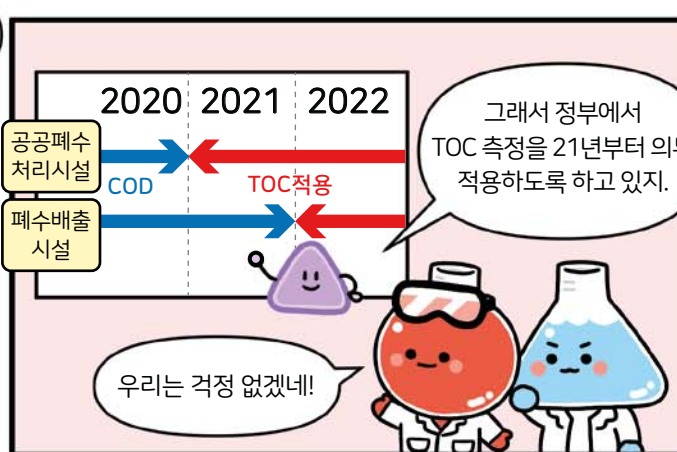 2020 2021 2022
공공폐수
처리시설
COD
TOC적용
폐수배출
시설
그래서 정부에서
TOC 측정을 21년부터
적용하도록 하고 있지.
우리는 걱정 없겠네!